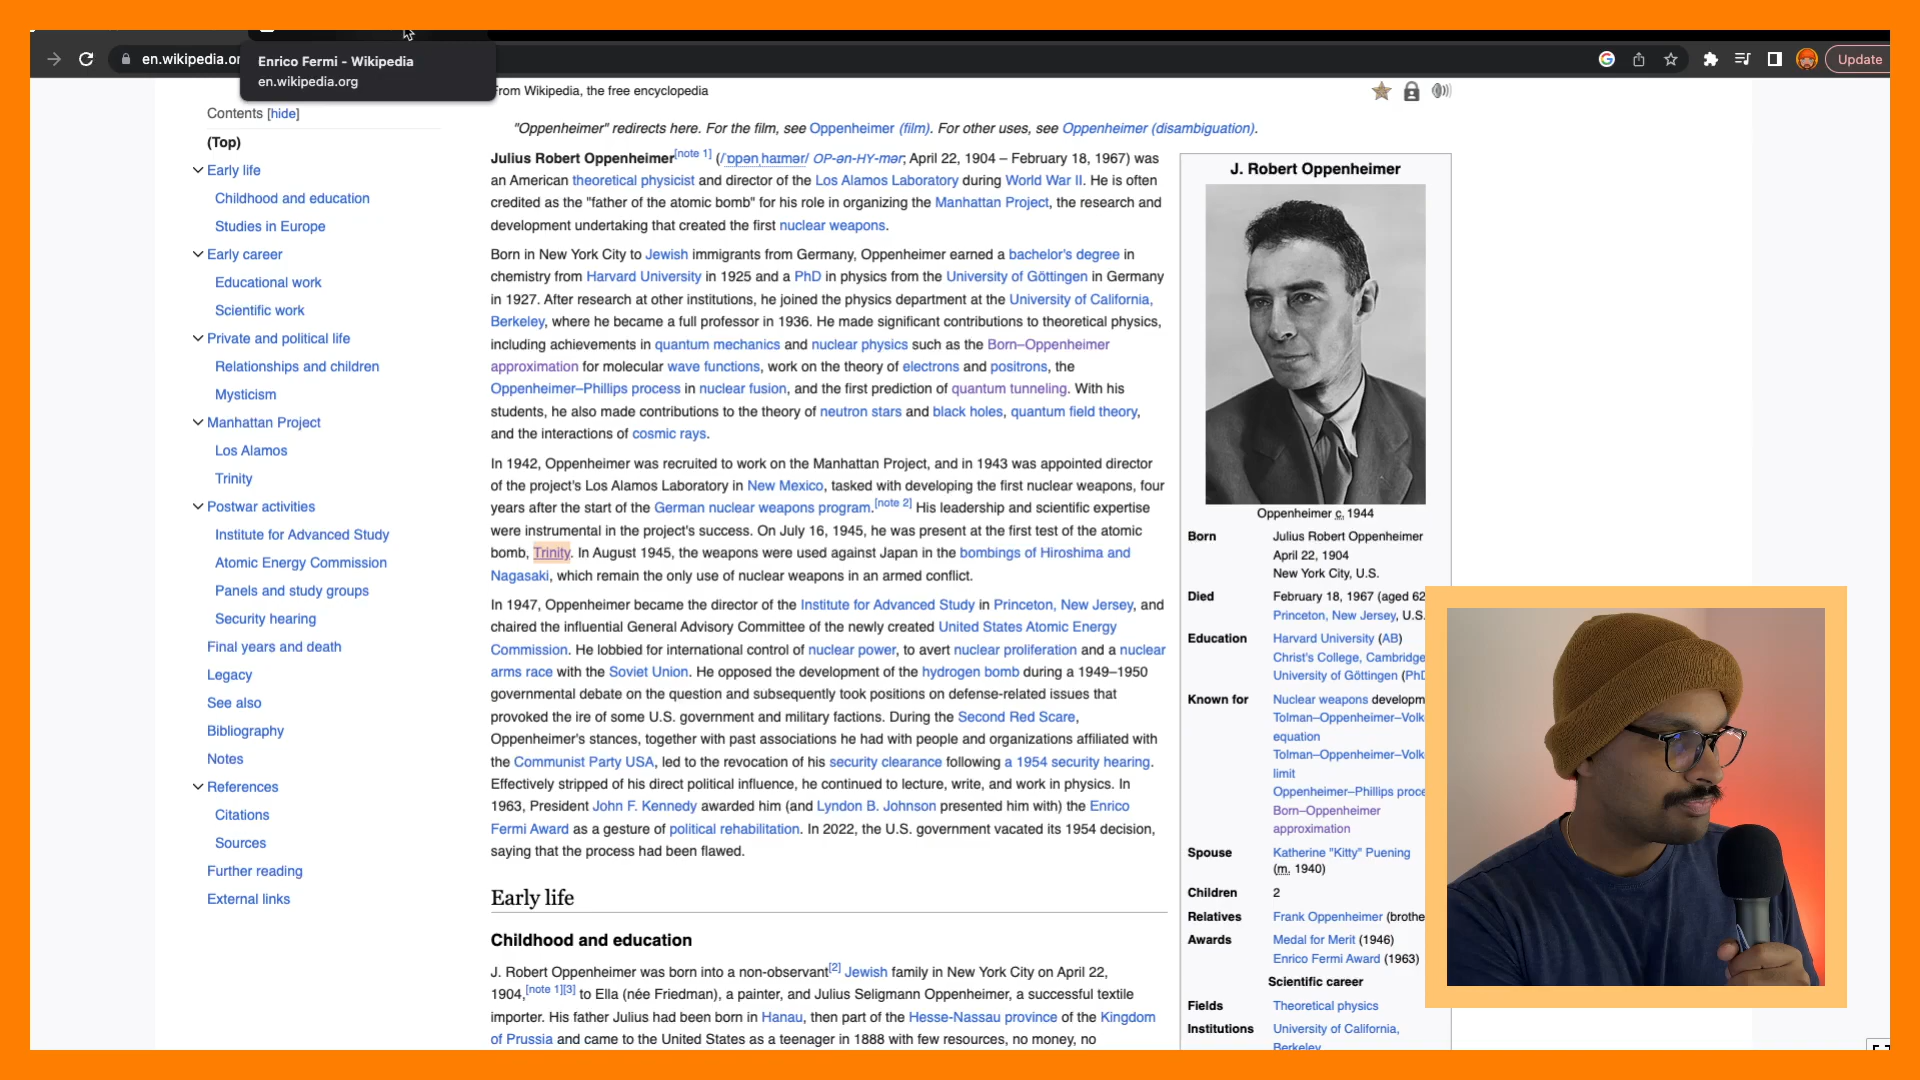 en.wikipedia.or
Enrico Fermi - Wikipedia
en.wikipedia.org
Update
From Wikipedia, the free encyclopedia
Contents [hide]
(Top)
Early life
Childhood and education
Studies in Europe
Early career
Educational work
Scientific work
Private and political life
Relationships and children
Mysticism
Manhattan Project
Los Alamos
Trinity
Postwar activities
Institute for Advanced Study
Atomic Energy Commission
Panels and study groups
Security hearing
Final years and death
Legacy
See also
Bibliography
Notes
References
Citations
Sources
Further reading
External links
"Oppenheimer" redirects here. For the film, see Oppenheimer (film). For other uses, see Oppenheimer (disambiguation).
Julius Robert Oppenheimer[note 1] (/ˈɒpənˌhaɪmər/ OP-ən-HY-mər; April 22, 1904 – February 18, 1967) was
an American theoretical physicist and director of the Los Alamos Laboratory during World War II. He is often
credited as the "father of the atomic bomb" for his role in organizing the Manhattan Project, the research and
development undertaking that created the first nuclear weapons.
Born in New York City to Jewish immigrants from Germany, Oppenheimer earned a bachelor's degree in
chemistry from Harvard University in 1925 and a PhD in physics from the University of Göttingen in Germany
in 1927. After research at other institutions, he joined the physics department at the University of California,
Berkeley, where he became a full professor in 1936. He made significant contributions to theoretical physics,
including achievements in quantum mechanics and nuclear physics such as the Born–Oppenheimer
approximation for molecular wave functions, work on the theory of electrons and positrons, the
Oppenheimer–Phillips process in nuclear fusion, and the first prediction of quantum tunneling. With his
students, he also made contributions to the theory of neutron stars and black holes, quantum field theory,
and the interactions of cosmic rays.
In 1942, Oppenheimer was recruited to work on the Manhattan Project, and in 1943 was appointed director
of the project's Los Alamos Laboratory in New Mexico, tasked with developing the first nuclear weapons, four
years after the start of the German nuclear weapons program.[note 2] His leadership and scientific expertise
were instrumental in the project's success. On July 16, 1945, he was present at the first test of the atomic
bomb, Trinity. In August 1945, the weapons were used against Japan in the bombings of Hiroshima and
Nagasaki, which remain the only use of nuclear weapons in an armed conflict.
In 1947, Oppenheimer became the director of the Institute for Advanced Study in Princeton, New Jersey, and
chaired the influential General Advisory Committee of the newly created United States Atomic Energy
Commission. He lobbied for international control of nuclear power, to avert nuclear proliferation and a nuclear
arms race with the Soviet Union. He opposed the development of the hydrogen bomb during a 1949–1950
governmental debate on the question and subsequently took positions on defense-related issues that
provoked the ire of some U.S. government and military factions. During the Second Red Scare,
Oppenheimer's stances, together with past associations he had with people and organizations affiliated with
the Communist Party USA, led to the revocation of his security clearance following a 1954 security hearing.
Effectively stripped of his direct political influence, he continued to lecture, write, and work in physics. In
1963, President John F. Kennedy awarded him (and Lyndon B. Johnson presented him with) the Enrico
Fermi Award as a gesture of political rehabilitation. In 2022, the U.S. government vacated its 1954 decision,
saying that the process had been flawed.
Early life
Childhood and education
J. Robert Oppenheimer was born into a non-observant[2] Jewish family in New York City on April 22,
1904,[note 1][3] to Ella (née Friedman), a painter, and Julius Seligmann Oppenheimer, a successful textile
importer. His father Julius had been born in Hanau, then part of the Hesse-Nassau province of the Kingdom
of Prussia and came to the United States as a teenager in 1888 with few resources, no money, no
J. Robert Oppenheimer
Oppenheimer c. 1944
Born Julius Robert Oppenheimer
April 22, 1904
New York City, U.S.
Died February 18, 1967 (aged 62
Princeton, New Jersey, U.S.
Education Harvard University (AB)
Christ's College, Cambridge
University of Göttingen (PhD
Known for Nuclear weapons developm
Tolman–Oppenheimer–Volk
equation
Tolman–Oppenheimer–Volk
limit
Oppenheimer–Phillips proce
Born–Oppenheimer
approximation
Spouse Katherine "Kitty" Puening
(m. 1940)
Children 2
Relatives Frank Oppenheimer (brothe
Awards Medal for Merit (1946)
Enrico Fermi Award (1963)
Scientific career
Fields Theoretical physics
Institutions University of California,
Berkeley